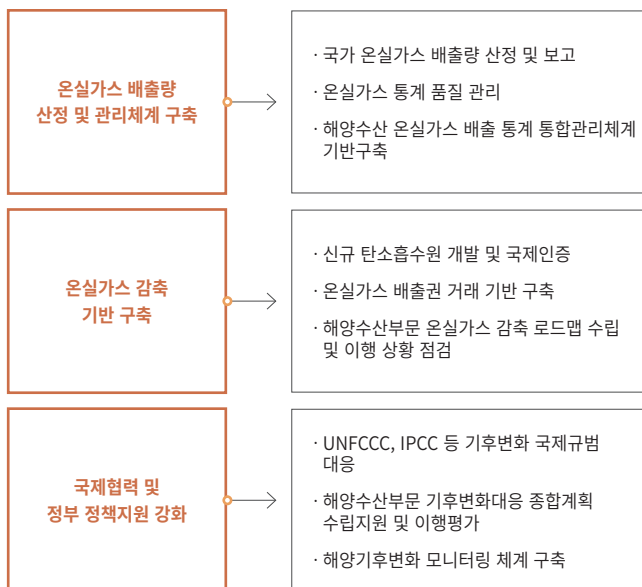 온실가스 배출량
산정 및 관리체계 구축
· 국가 온실가스 배출량 산정 및 보고
· 온실가스 통계 품질 관리
· 해양수산 온실가스 배출 통계 통합관리체계
기반구축
온실가스 감축
기반 구축
· 신규 탄소흡수원 개발 및 국제인증
· 온실가스 배출권 거래 기반 구축
· 해양수산부문 온실가스 감축 로드맵 수립
및 이행 상황 점검
국제협력 및
정부 정책지원 강화
· UNFCCC, IPCC 등 기후변화 국제규범
대응
· 해양수산부문 기후변화대응 종합계획
수립지원 및 이행평가
· 해양기후변화 모니터링 체계 구축